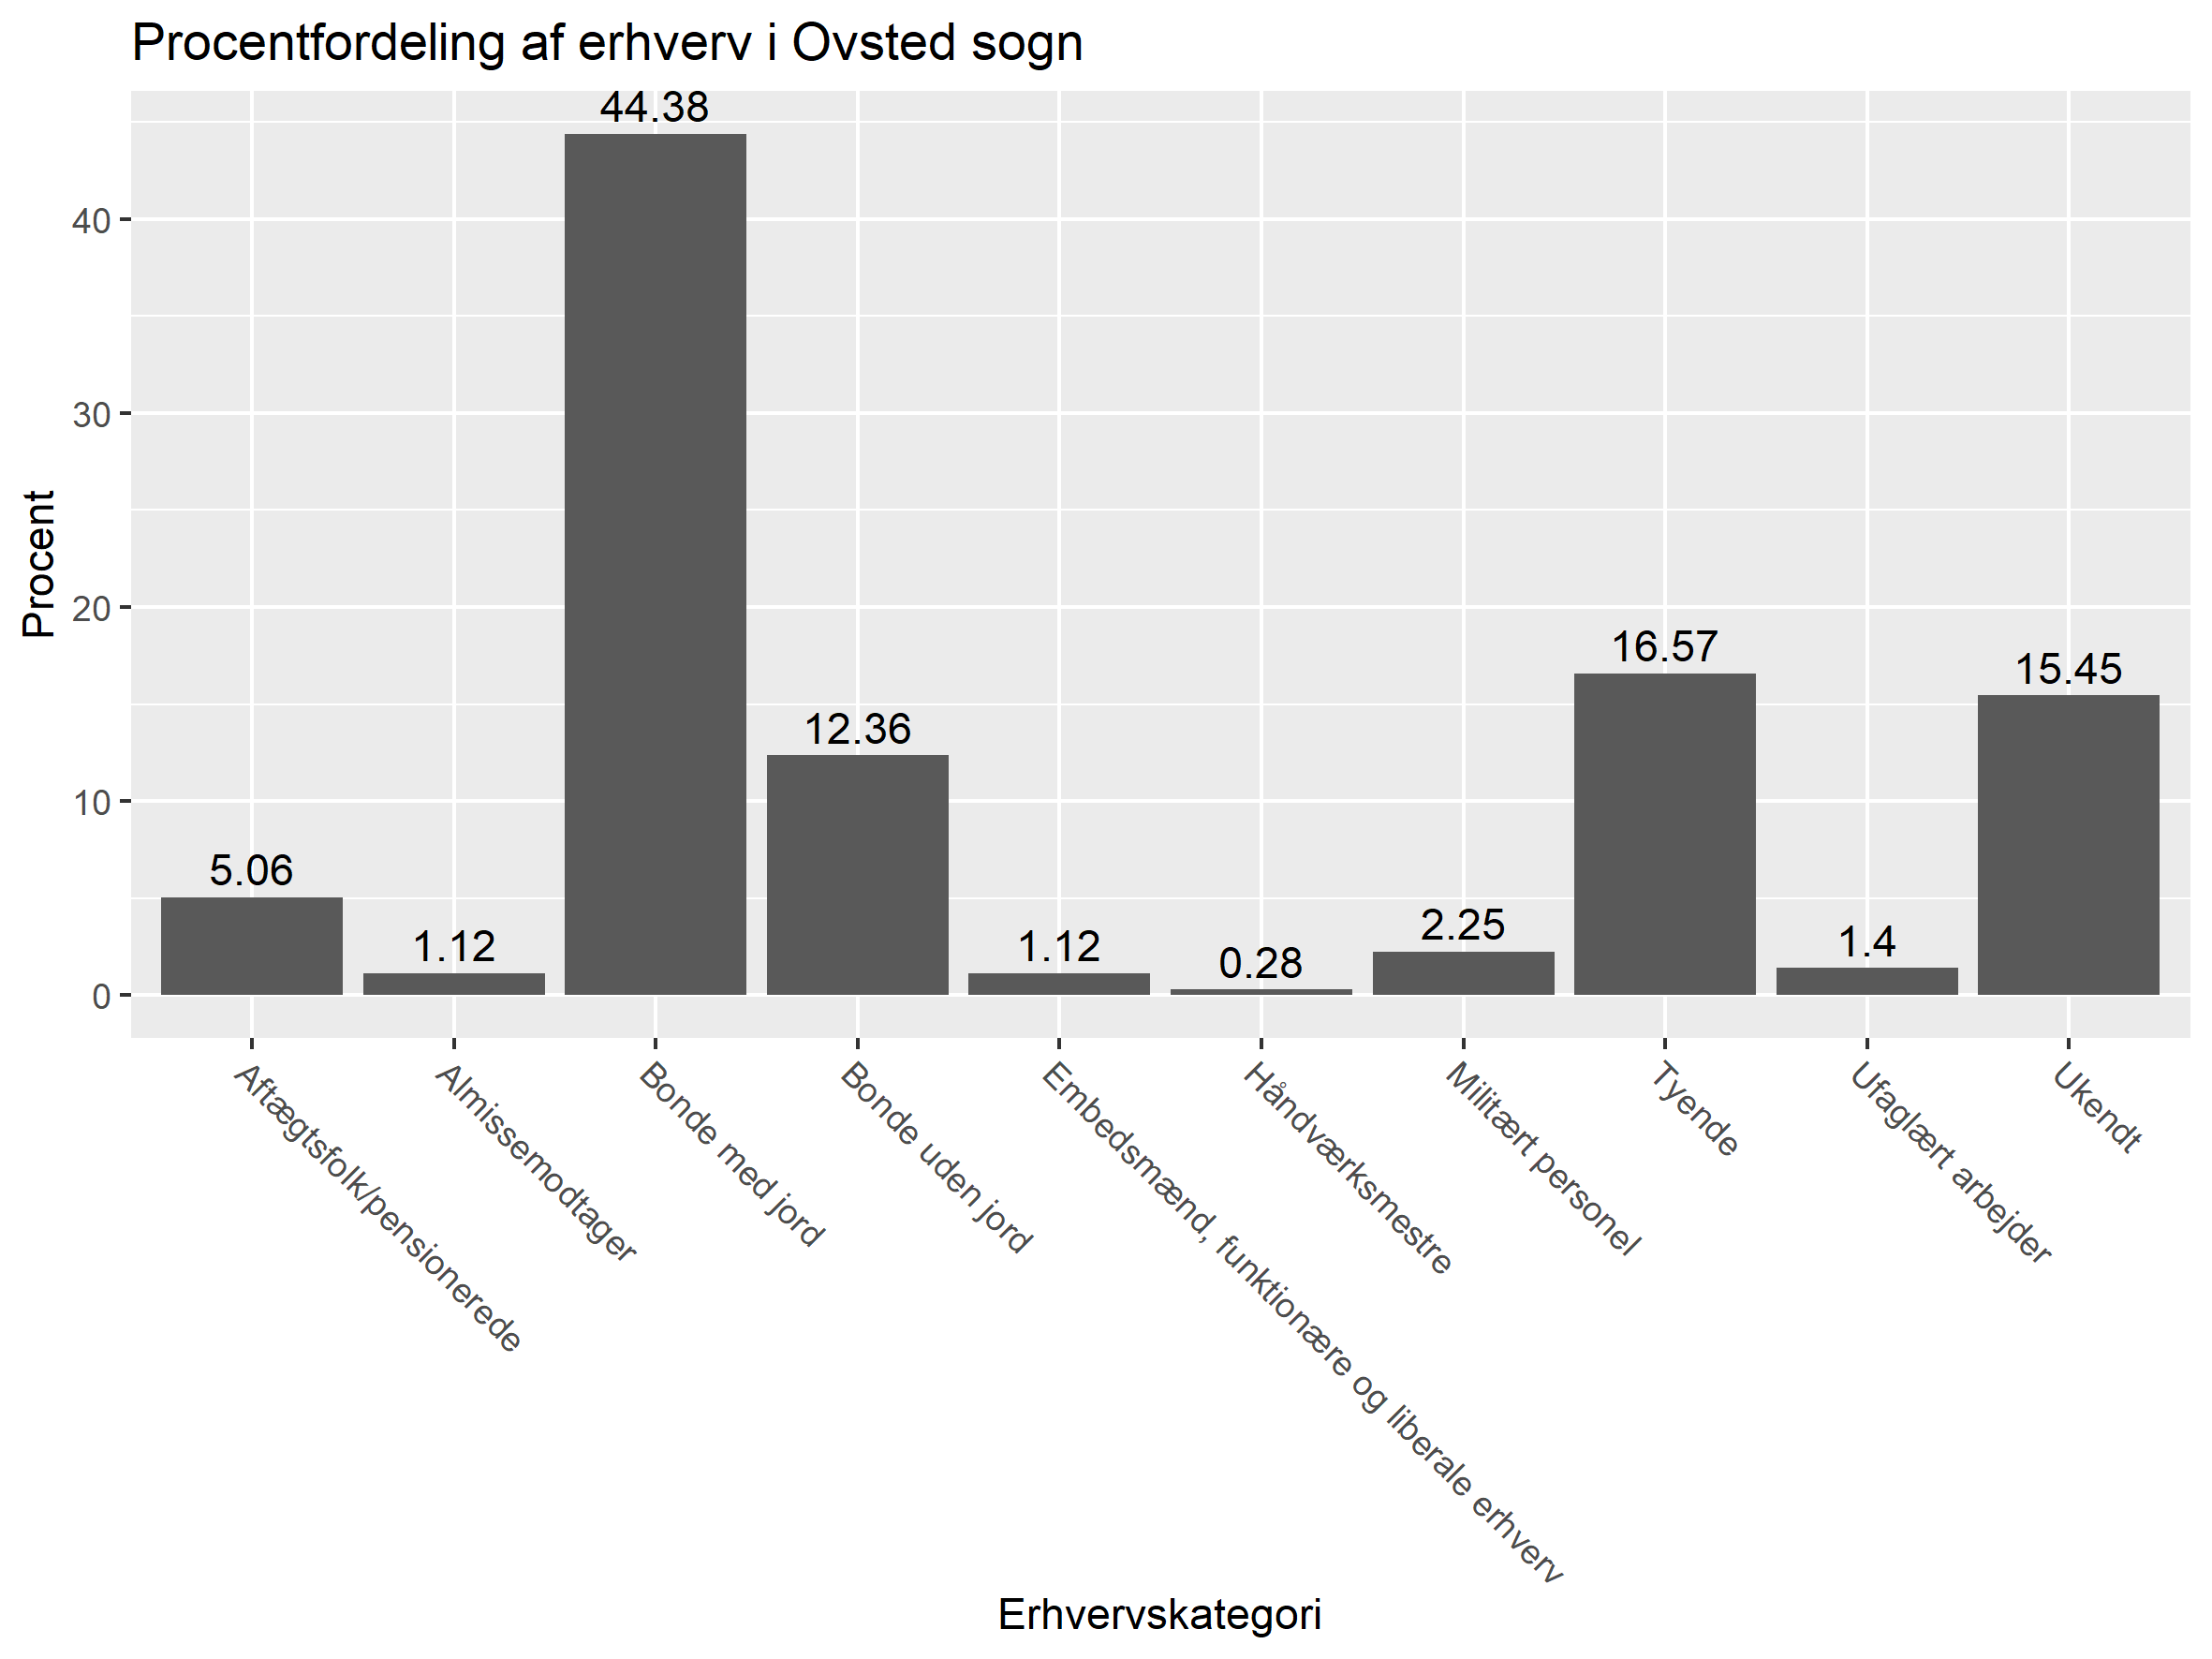 Procentfordeling af erhverv i Ovsted sogn
Procent
40
30
20
10
0
5.06
1.12
44.38
12.36
1.12
0.28
2.25
16.57
1.4
15.45
Aftægtsfolk/pensionerede
Almissemodtager
Bonde med jord
Bonde uden jord
Embedsmænd, funktionære og liberale erhverv
Håndværksmestre
Militært personel
Tyende
Ufaglært arbejder
Ukendt
Erhvervskategori